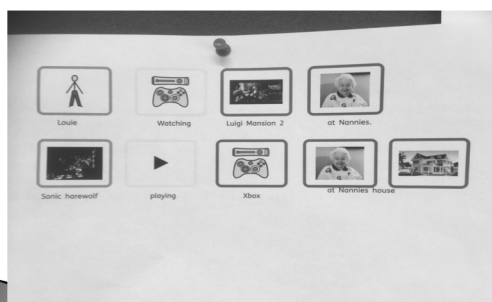 Louie Watching Luigi Mansion 2 at Nannies.
Sonic harewolf playing Xbox at Nannies house